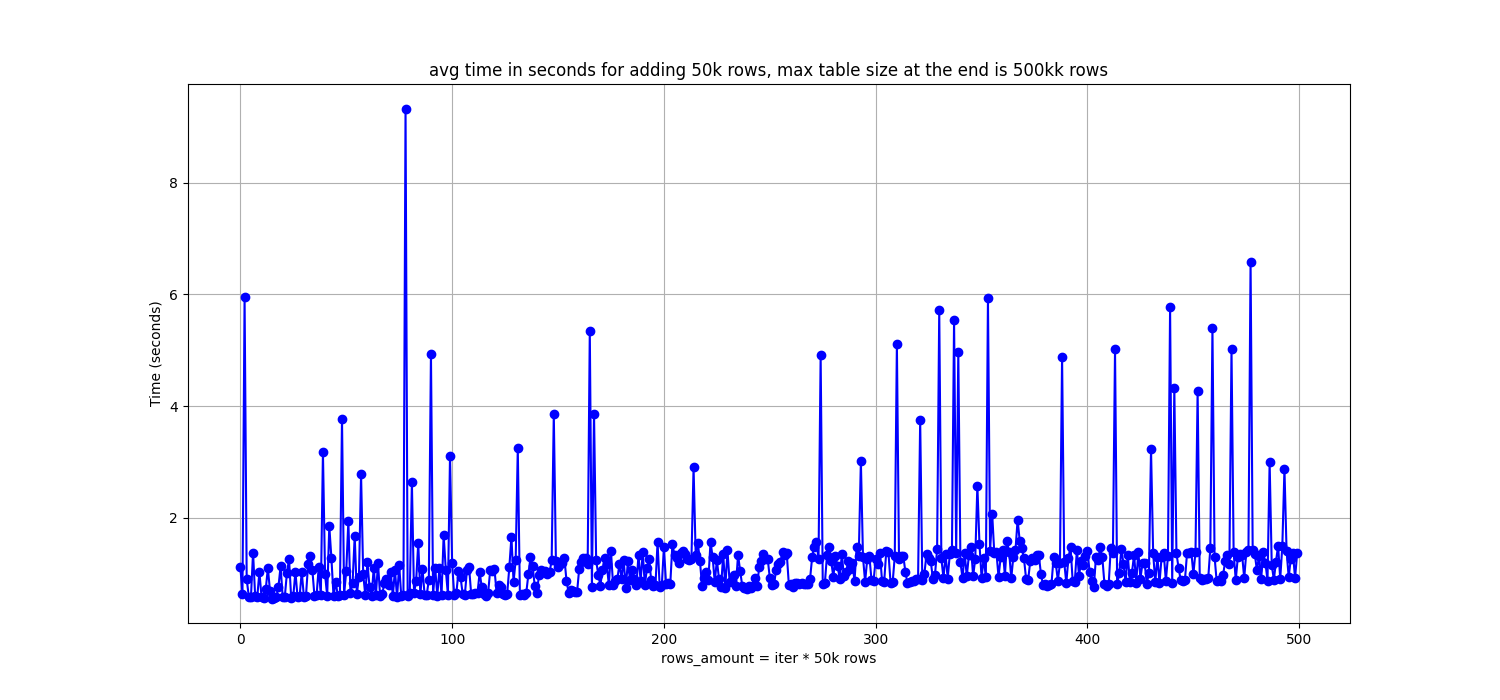 avg time in seconds for adding 50k rows, max table size at the end is 500kk rows
8
6
4
2
Time (seconds)
0 100 200 300 400 500
rows_amount = iter * 50k rows